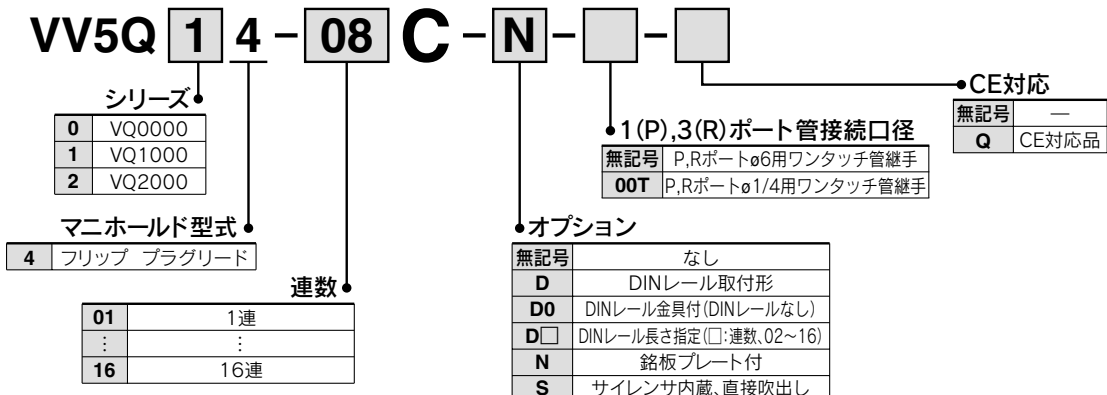 VV5Q 1 4 - 08 C - N - □ - □
シリーズ
0 VQ0000
1 VQ1000
2 VQ2000
マニホールド型式
4 フリップ プラグリード
連数
01 1連
⋮ ⋮
16 16連
オプション
無記号 なし
D DINレール取付形
D0 DINレール金具付(DINレールなし)
D□ DINレール長さ指定(□:連数、02~16)
N 銘板プレート付
S サイレンサ内蔵、直接吹出し
1(P),3(R)ポート管接続口径
無記号 P,Rポートø6用ワンタッチ管継手
00T P,Rポートø1/4用ワンタッチ管継手
CE対応
無記号 —
Q CE対応品